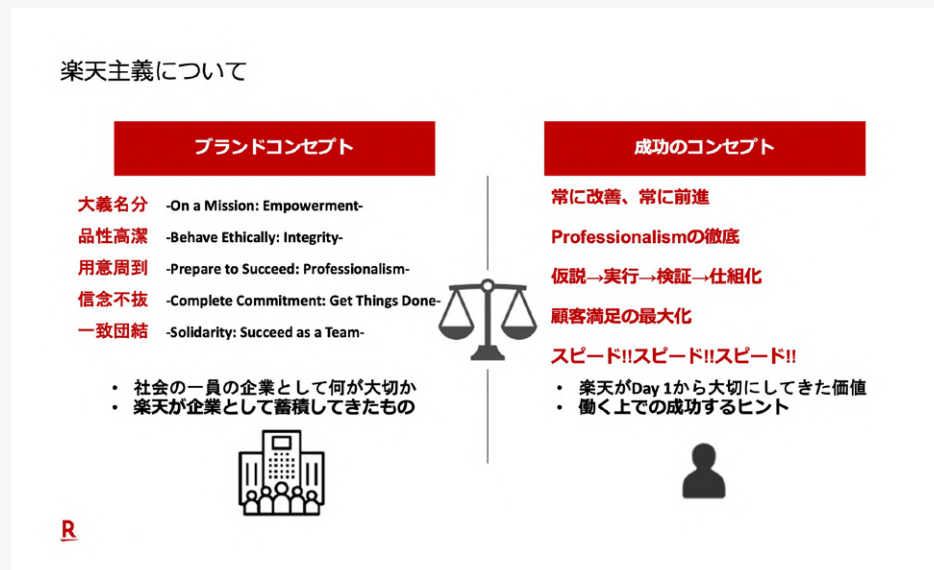 楽天主義について
ブランドコンセプト
大義名分 -On a Mission: Empowerment-
品性高潔 -Behave Ethically: Integrity-
用意周到 -Prepare to Succeed: Professionalism-
信念不抜 -Complete Commitment: Get Things Done-
一致団結 -Solidarity: Succeed as a Team-
• 社会の一員の企業として何が大切か
• 楽天が企業として蓄積してきたもの
成功のコンセプト
常に改善、常に前進
Professionalismの徹底
仮説→実行→検証→仕組化
顧客満足の最大化
スピード!!スピード!!スピード!!
• 楽天がDay 1から大切にしてきた価値
• 働く上での成功するヒント
R